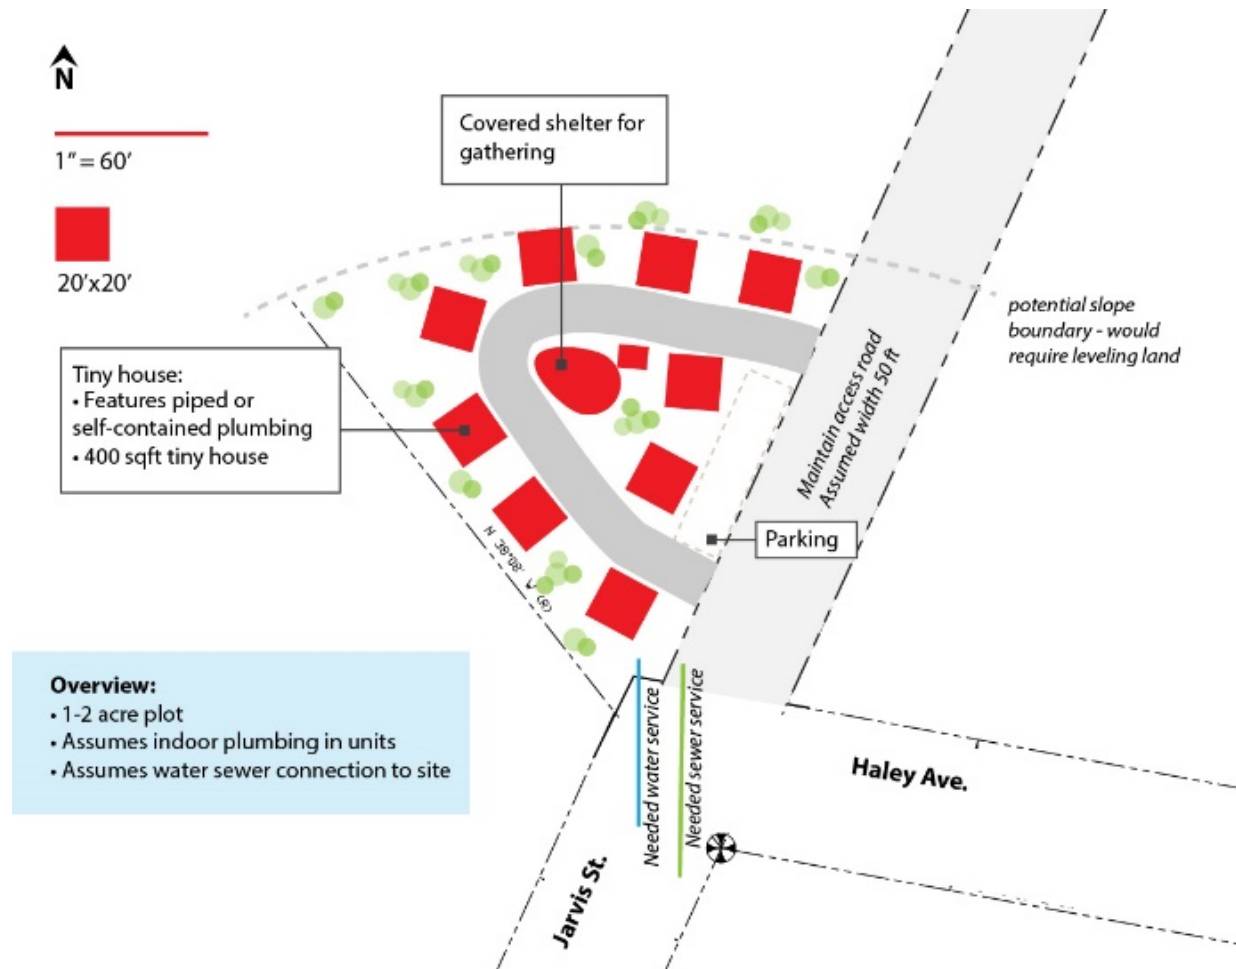 N
1” = 60’
20’x20’
Covered shelter for
gathering
potential slope
boundary - would
require leveling land
Tiny house:
• Features piped or
self-contained plumbing
• 400 sqft tiny house
Maintain access road
Assumed width 50 ft
N 38°08' W (R)
Parking
Overview:
• 1-2 acre plot
• Assumes indoor plumbing in units
• Assumes water sewer connection to site
Needed water service
Needed sewer service
Haley Ave.
Jarvis St.